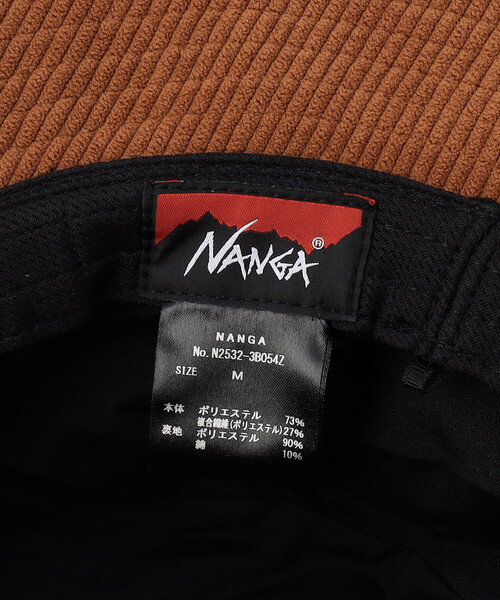 NANGA®
NANGA
No. N2532-3B054Z
SIZE M
本体 ポリエステル 73%
複合繊維(ポリエステル)27%
裏地 ポリエステル 90%
綿 10%